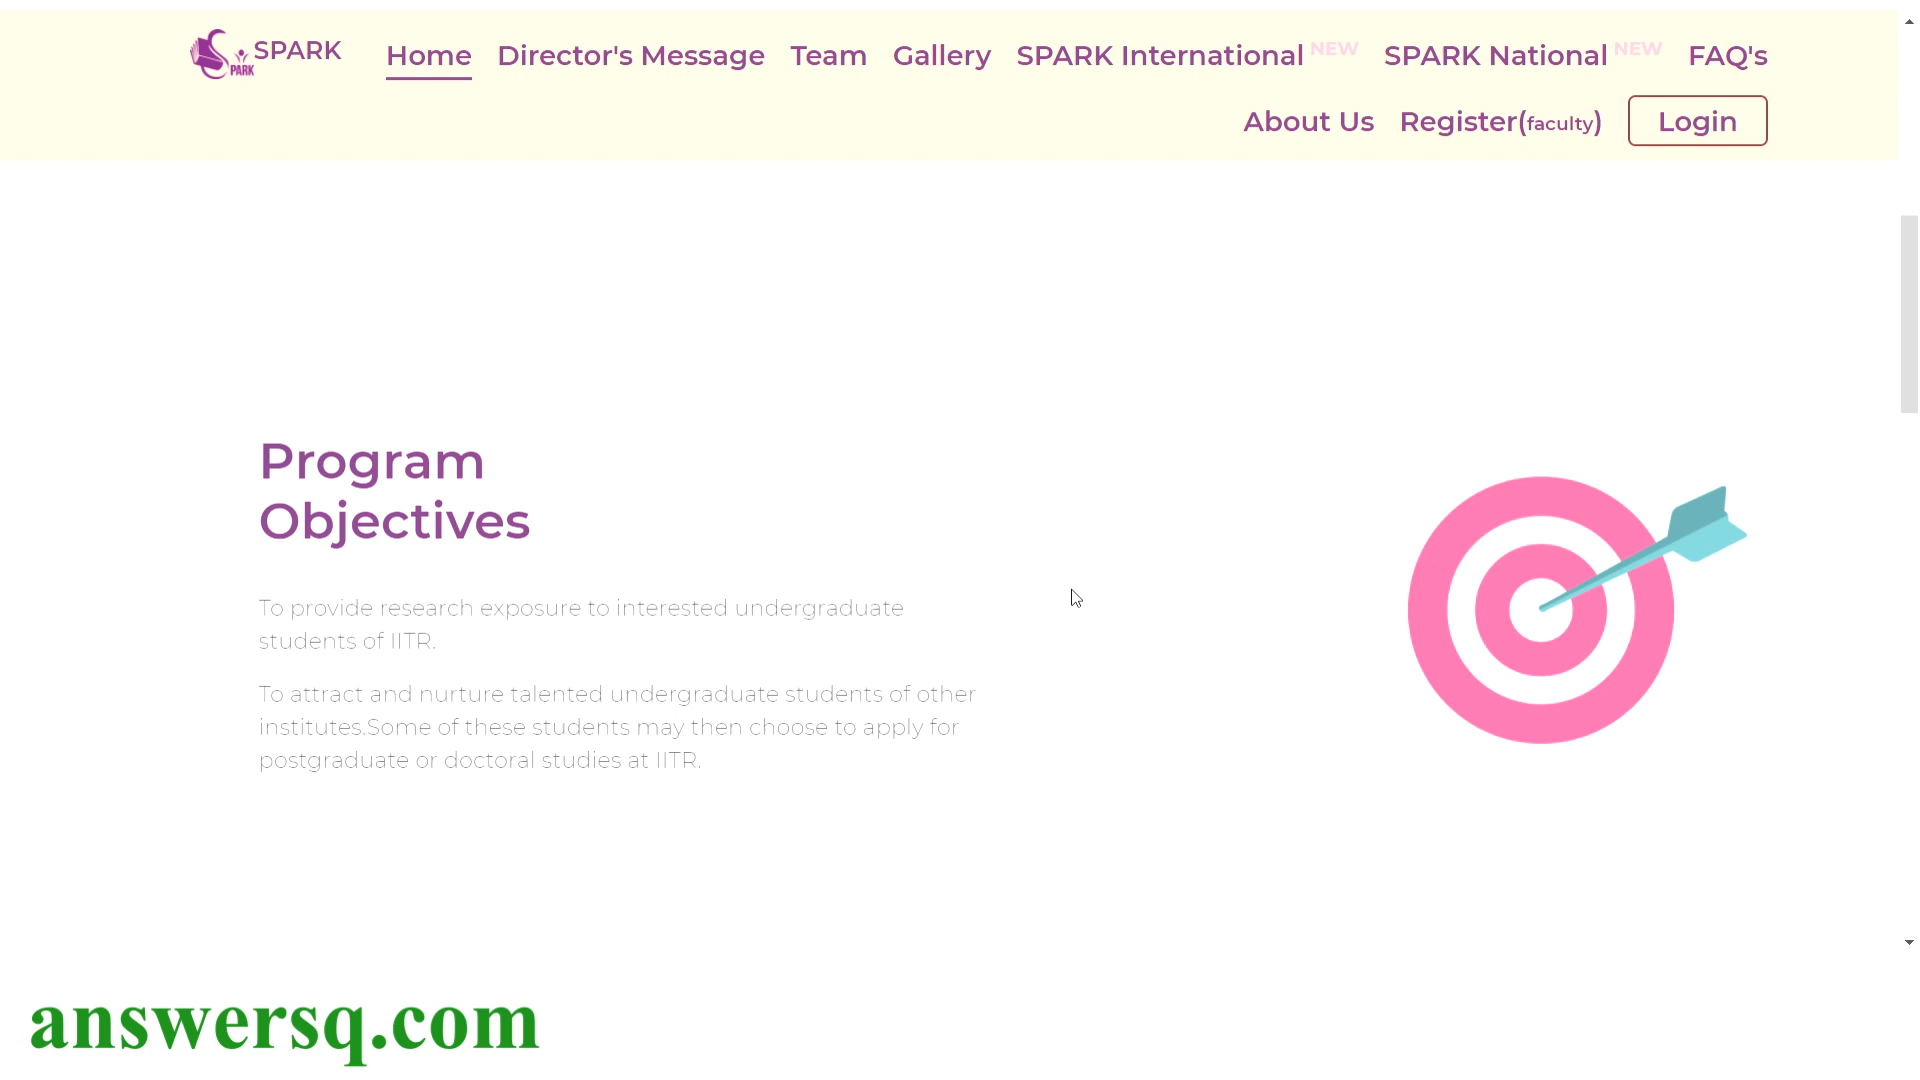 PARK
SPARK
Home Director's Message Team Gallery SPARK International NEW SPARK National NEW FAQ's
About Us Register(faculty) Login
Program
Objectives
To provide research exposure to interested undergraduate
students of IITR.
To attract and nurture talented undergraduate students of other
institutes.Some of these students may then choose to apply for
postgraduate or doctoral studies at IITR.
answersq.com